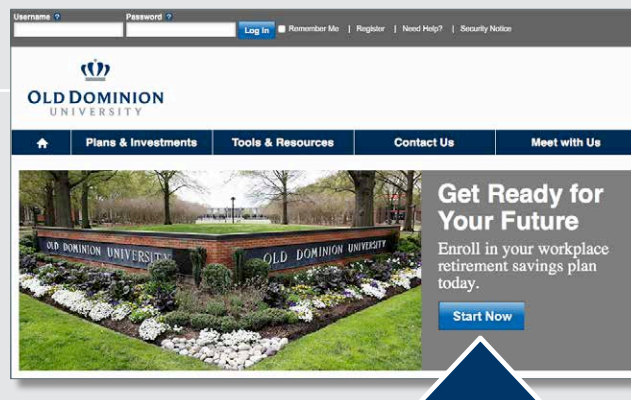 Username ? Password ?
Log In Remember Me | Register | Need Help? | Security Notice
OLD DOMINION
UNIVERSITY
Plans & Investments Tools & Resources Contact Us Meet with Us
OLD DOMINION UNIVERSITY OLD DOMINION UNIVERSITY
Get Ready for
Your Future
Enroll in your workplace
retirement savings plan
today.
Start Now